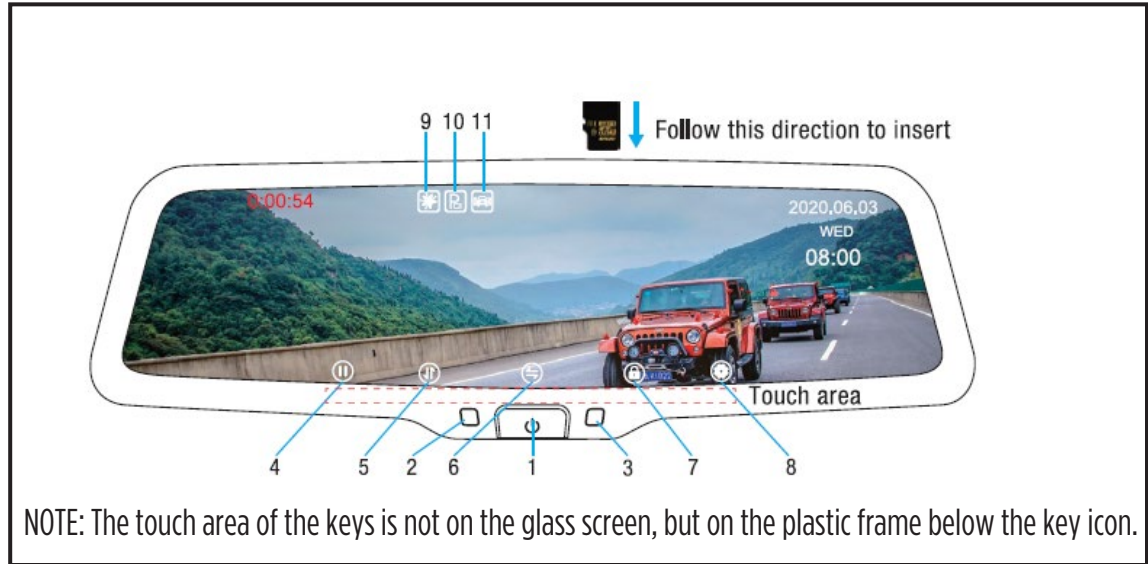 9 10 11
Follow this direction to insert
0:00:54
2020.06.03
WED
08:00
Touch area
4 5 2 6 1 3 7 8
NOTE: The touch area of the keys is not on the glass screen, but on the plastic frame below the key icon.